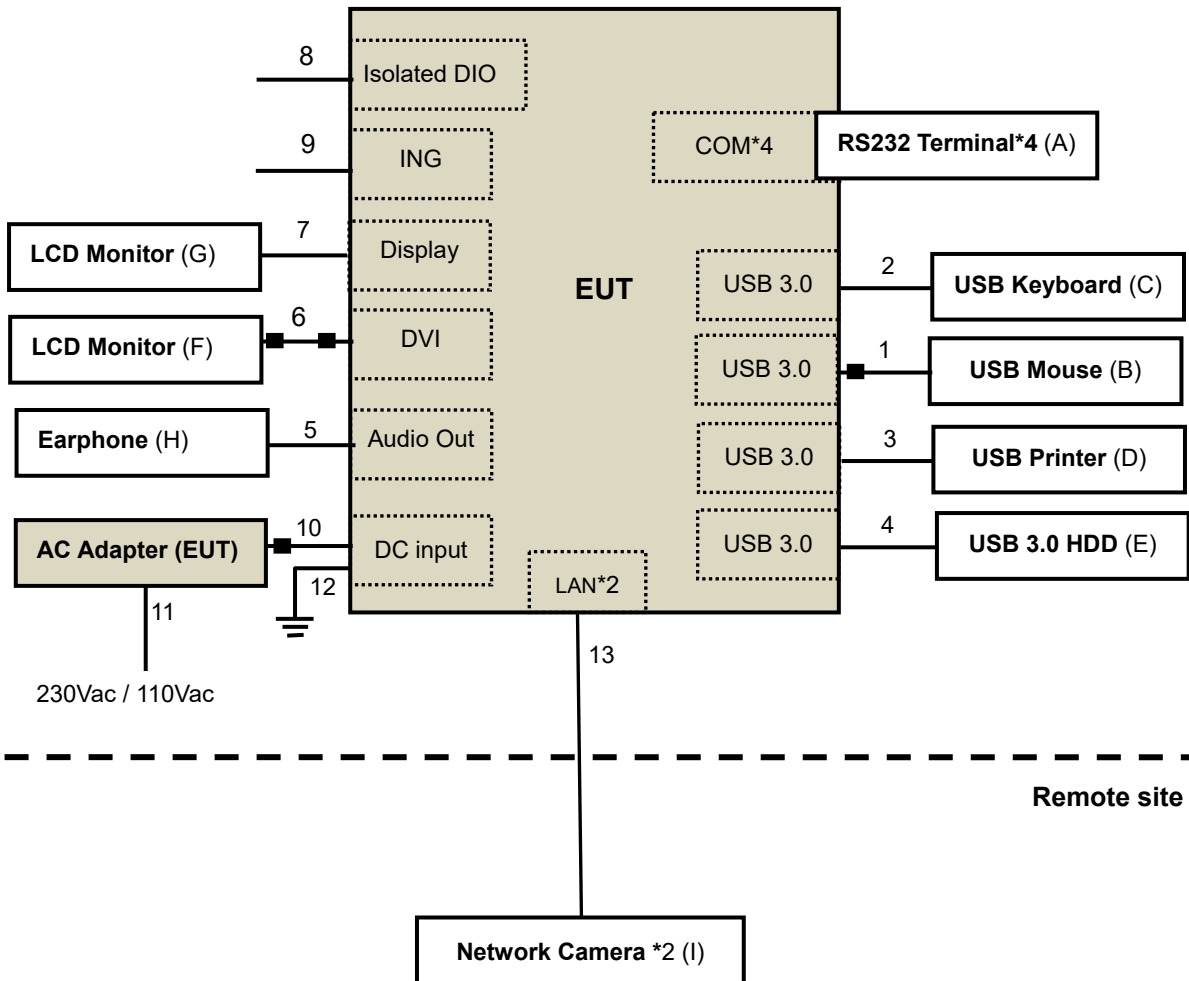 8
Isolated DIO
COM*4
RS232 Terminal*4 (A)
9
ING
LCD Monitor (G)
7
Display
EUT
USB 3.0
2
USB Keyboard (C)
LCD Monitor (F)
6
DVI
USB 3.0
1
USB Mouse (B)
Earphone (H)
5
Audio Out
USB 3.0
3
USB Printer (D)
AC Adapter (EUT)
10
DC input
12
USB 3.0
4
USB 3.0 HDD (E)
LAN*2
11
13
230Vac / 110Vac
Remote site
Network Camera *2 (I)